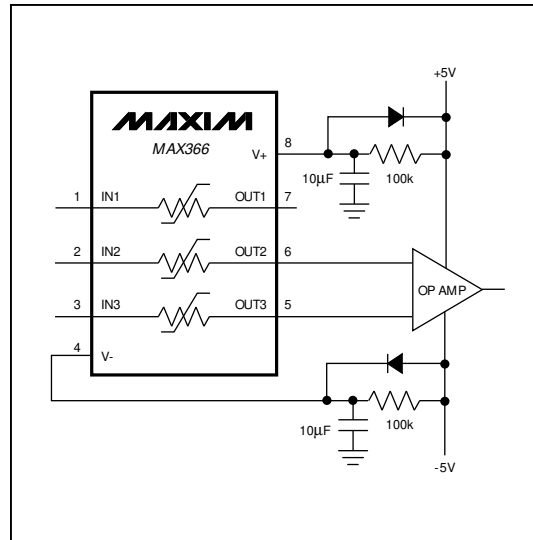 +5V
MAXIM
MAX366
V+
8
10µF
100k
1
IN1
OUT1
7
2
IN2
OUT2
6
OP AMP
3
IN3
OUT3
5
4
V-
10µF
100k
-5V